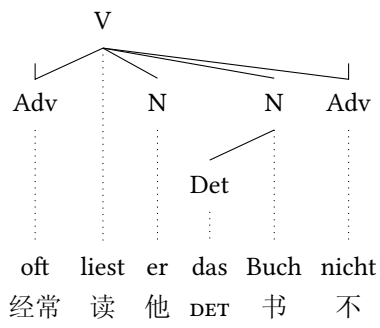 V
Adv N N Adv
Det
oft liest er das Buch nicht
经常 读 他 DET 书 不